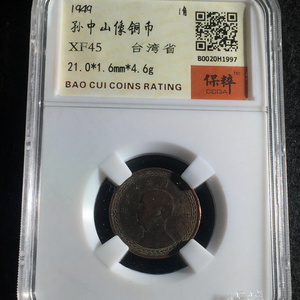 1949 1角
孙中山像铜币
XF45 台湾省
21.0*1.6mm*4.6g
B0020H1997
BAO CUI COINS RATING
保粹
CCGA